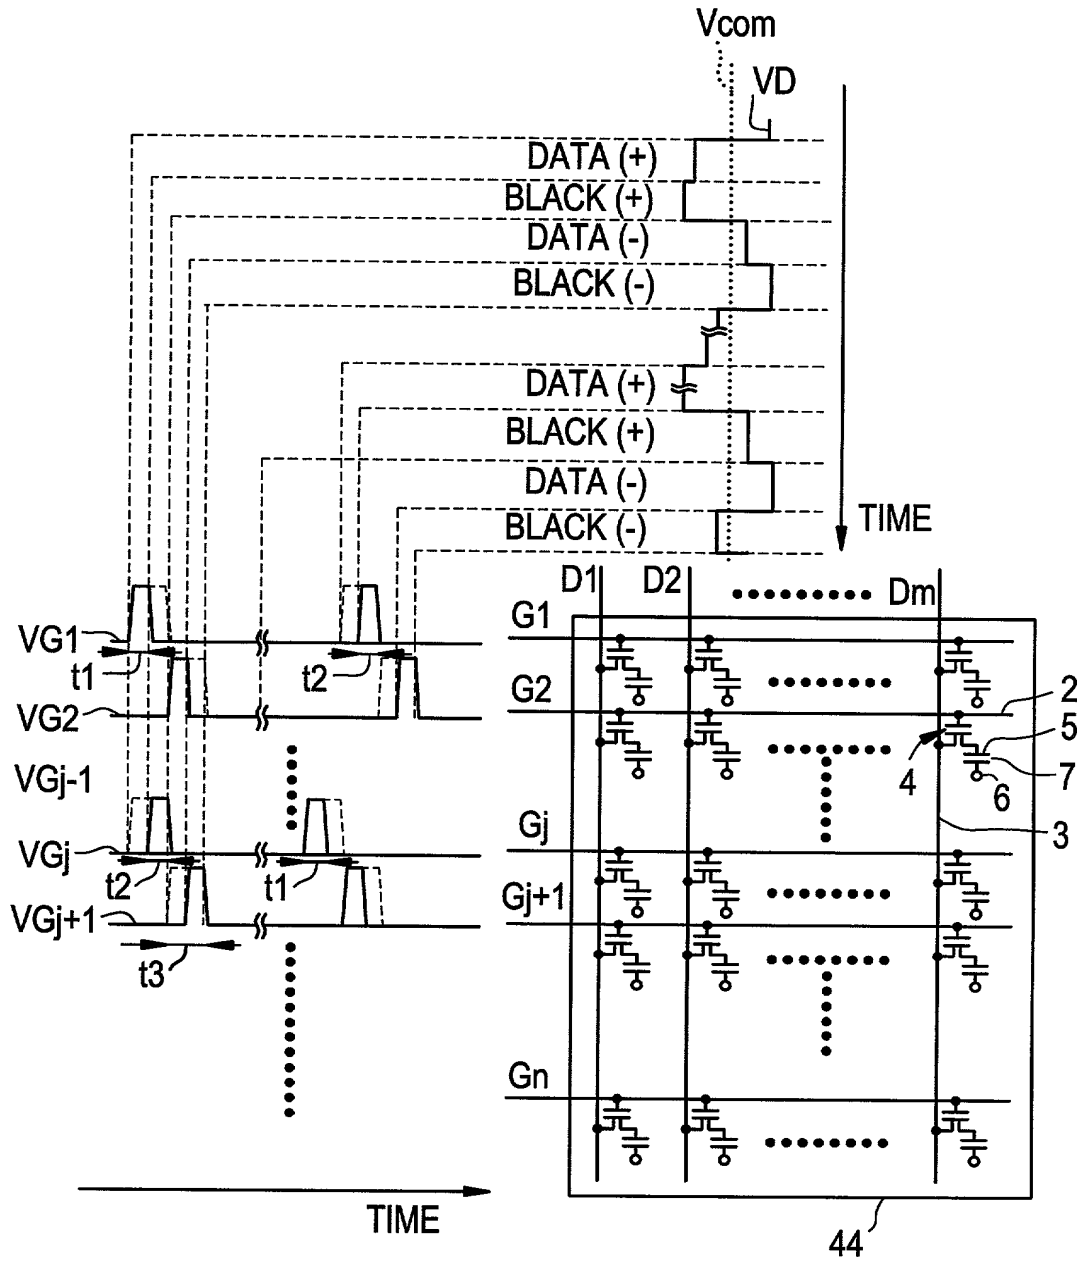 Vcom
VD
DATA (+)
BLACK (+)
DATA (-)
BLACK (-)
DATA (+)
BLACK (+)
DATA (-)
BLACK (-)
TIME
D1
D2
Dm
G1
VG1
t1
t2
G2
2
VG2
5
4
7
6
VGj-1
3
Gj
VGj
t2
t1
Gj+1
VGj+1
t3
Gn
TIME
44